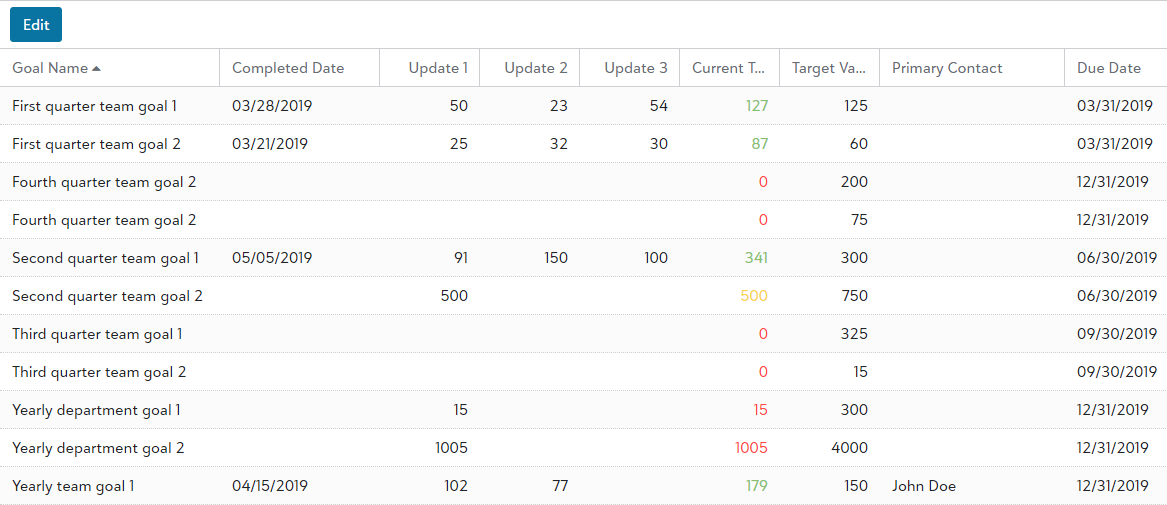 Edit
Goal Name Completed Date Update 1 Update 2 Update 3 Current T... Target Va... Primary Contact Due Date
First quarter team goal 1 03/28/2019 50 23 54 127 125 03/31/2019
First quarter team goal 2 03/21/2019 25 32 30 87 60 03/31/2019
Fourth quarter team goal 2 0 200 12/31/2019
Fourth quarter team goal 2 0 75 12/31/2019
Second quarter team goal 1 05/05/2019 91 150 100 341 300 06/30/2019
Second quarter team goal 2 500 500 750 06/30/2019
Third quarter team goal 1 0 325 09/30/2019
Third quarter team goal 2 0 15 09/30/2019
Yearly department goal 1 15 15 300 12/31/2019
Yearly department goal 2 1005 1005 4000 12/31/2019
Yearly team goal 1 04/15/2019 102 77 179 150 John Doe 12/31/2019